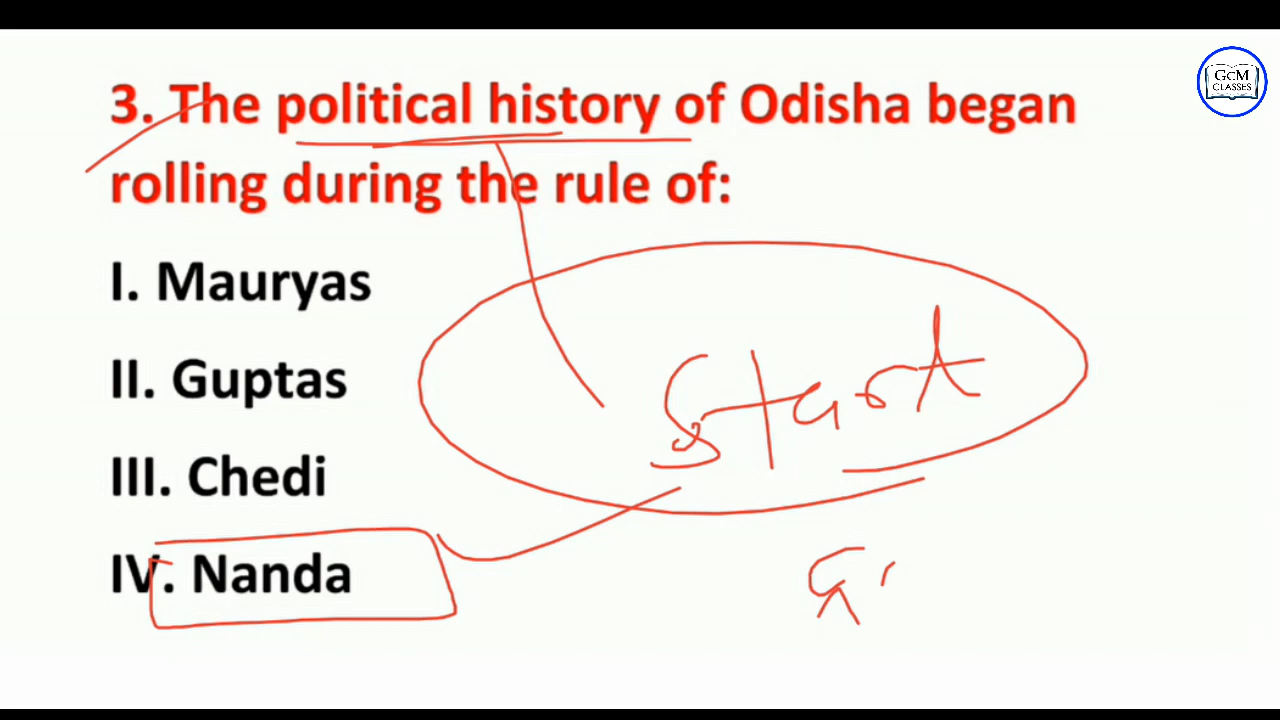 GCM
CLASSES
3. The political history of Odisha began
rolling during the rule of:
I. Mauryas
II. Guptas
III. Chedi
Start
IV. Nanda